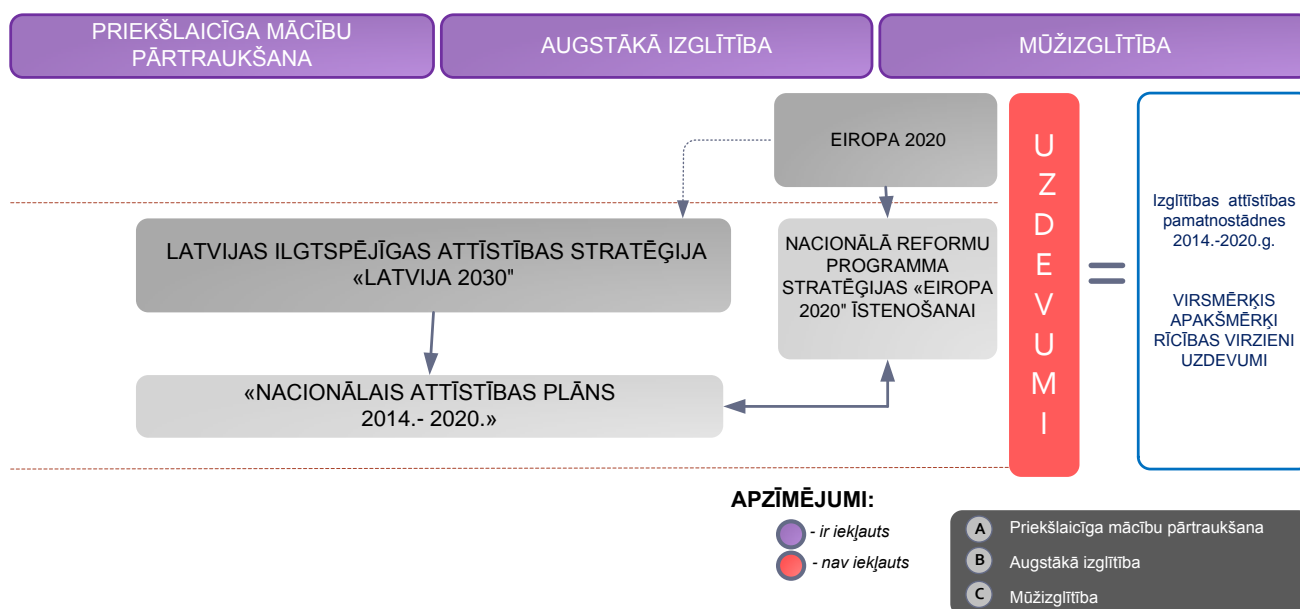 PRIEKŠLAICĪGA MĀCĪBU
PĀRTRAUKŠANA
AUGSTĀKĀ IZGLĪTĪBA
MŪŽIZGLĪTĪBA
EIROPA 2020
LATVIJAS ILGTSPĒJĪGAS ATTĪSTĪBAS STRATĒĢIJA
«LATVIJA 2030"
NACIONĀLĀ REFORMU
PROGRAMMA
STRATĒĢIJAS «EIROPA
2020" ĪSTENOŠANAI
«NACIONĀLAIS ATTĪSTĪBAS PLĀNS
2014.- 2020.»
U
Z
D
E
V
U
M
I
=
Izglītības attīstības
pamatnostādnes
2014.-2020.g.
VIRSMĒRĶIS
APAKŠMĒRĶI
RĪCĪBAS VIRZIENI
UZDEVUMI
APZĪMĒJUMI:
- ir iekļauts
- nav iekļauts
A Priekšlaicīga mācību pārtraukšana
B Augstākā izglītība
C Mūžizglītība